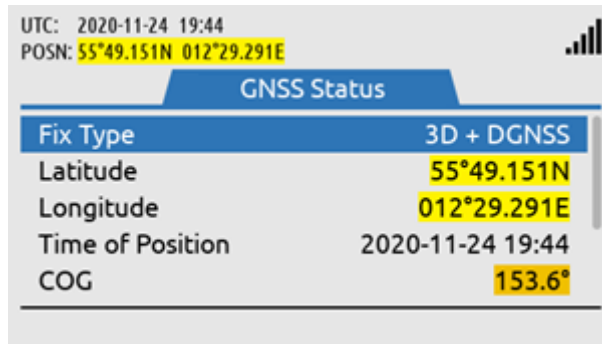 UTC: 2020-11-24 19:44
POSN: 55°49.151N 012°29.291E
GNSS Status
Fix Type 3D + DGNSS
Latitude 55°49.151N
Longitude 012°29.291E
Time of Position 2020-11-24 19:44
COG 153.6°